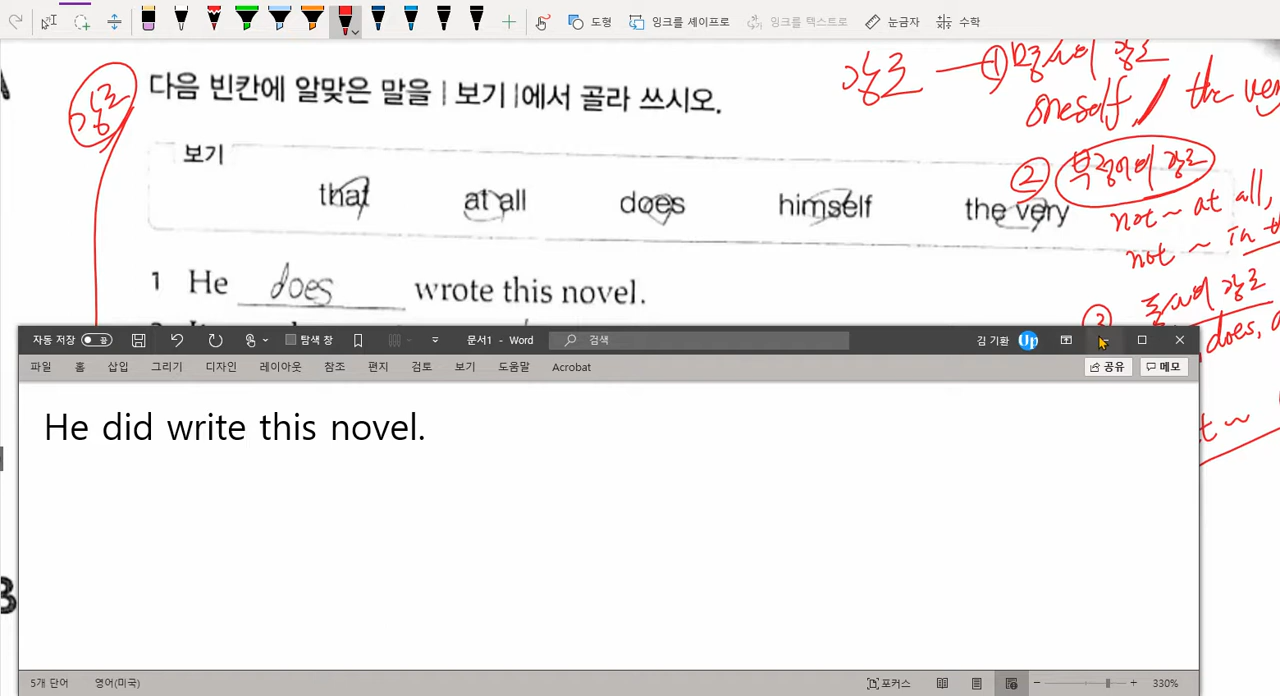 도형
잉크를 셰이프로
잉크를 텍스트로
눈금자
수학
강조
다음 빈칸에 알맞은 말을 | 보기 |에서 골라 쓰시오.
강조 ① 명사의 강조
oneself, / the very
보기
that at all does himself the very
② 부정어의 강조
not ~ at all,
not ~ in
1 He does wrote this novel.
③ 동사의 강조
does,
자동 저장 탐색 창 문서1 - Word 검색 김 기환 Up
파일 홈 삽입 그리기 디자인 레이아웃 참조 편지 검토 보기 도움말 Acrobat 공유 메모
He did write this novel.
5개 단어 영어(미국) 포커스 330%